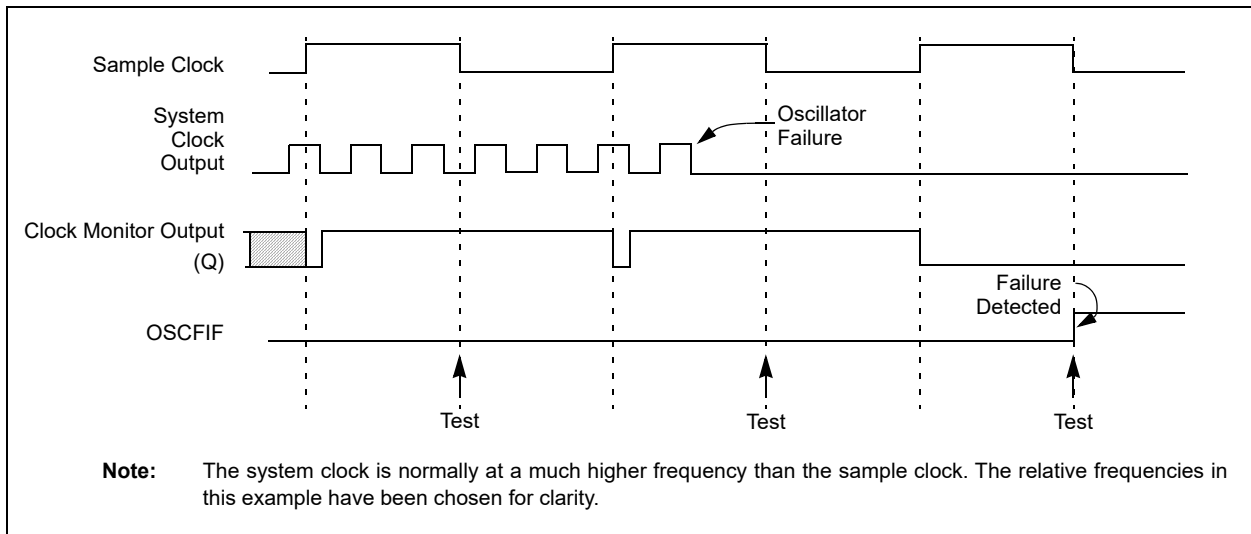 Sample Clock
System
Clock
Output
Oscillator
Failure
Clock Monitor Output
(Q)
Failure
Detected
OSCFIF
Test
Test
Test
Note: The system clock is normally at a much higher frequency than the sample clock. The relative frequencies in
this example have been chosen for clarity.